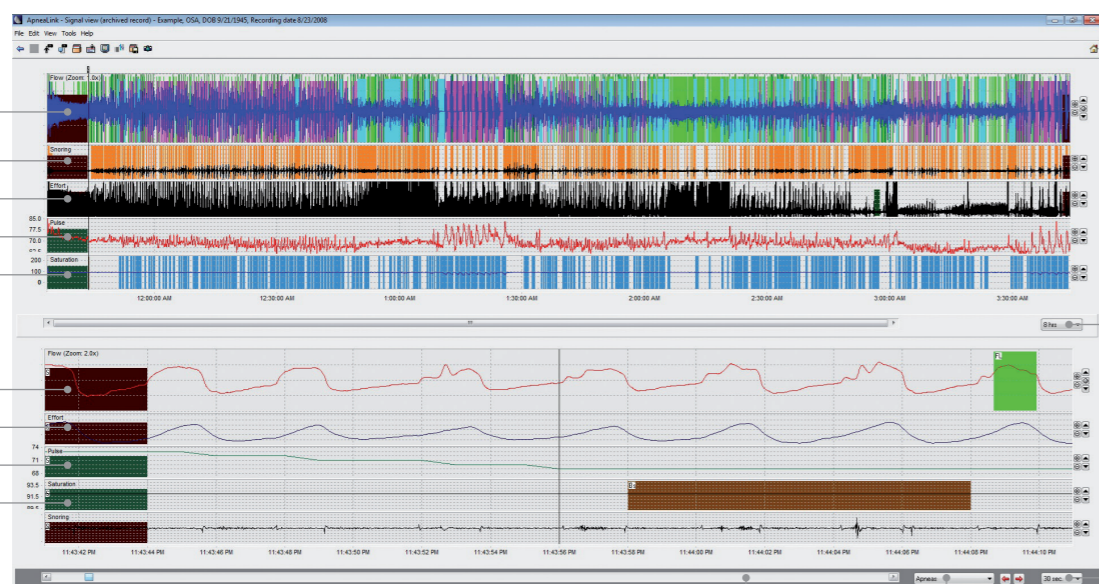 ApneaLink - Signal view (archived record) - Example, OSA, DOB 9/21/1945, Recording date 8/23/2008
File Edit View Tools Help
Flow (Zoom: 1.0x)
Snoring
Effort
85.0
Pulse
77.5
70.0
200
Saturation
100
0
12:00:00 AM 12:30:00 AM 1:00:00 AM 1:30:00 AM 2:00:00 AM 2:30:00 AM 3:00:00 AM 3:30:00 AM
8 hrs
Flow (Zoom: 2.0x)
FL
Effort
74
Pulse
71
68
93.5
Saturation
91.5
Snoring
11:43:42 PM 11:43:44 PM 11:43:46 PM 11:43:48 PM 11:43:50 PM 11:43:52 PM 11:43:54 PM 11:43:56 PM 11:43:58 PM 11:44:00 PM 11:44:02 PM 11:44:04 PM 11:44:06 PM 11:44:08 PM 11:44:10 PM
Apneas 30 sec.